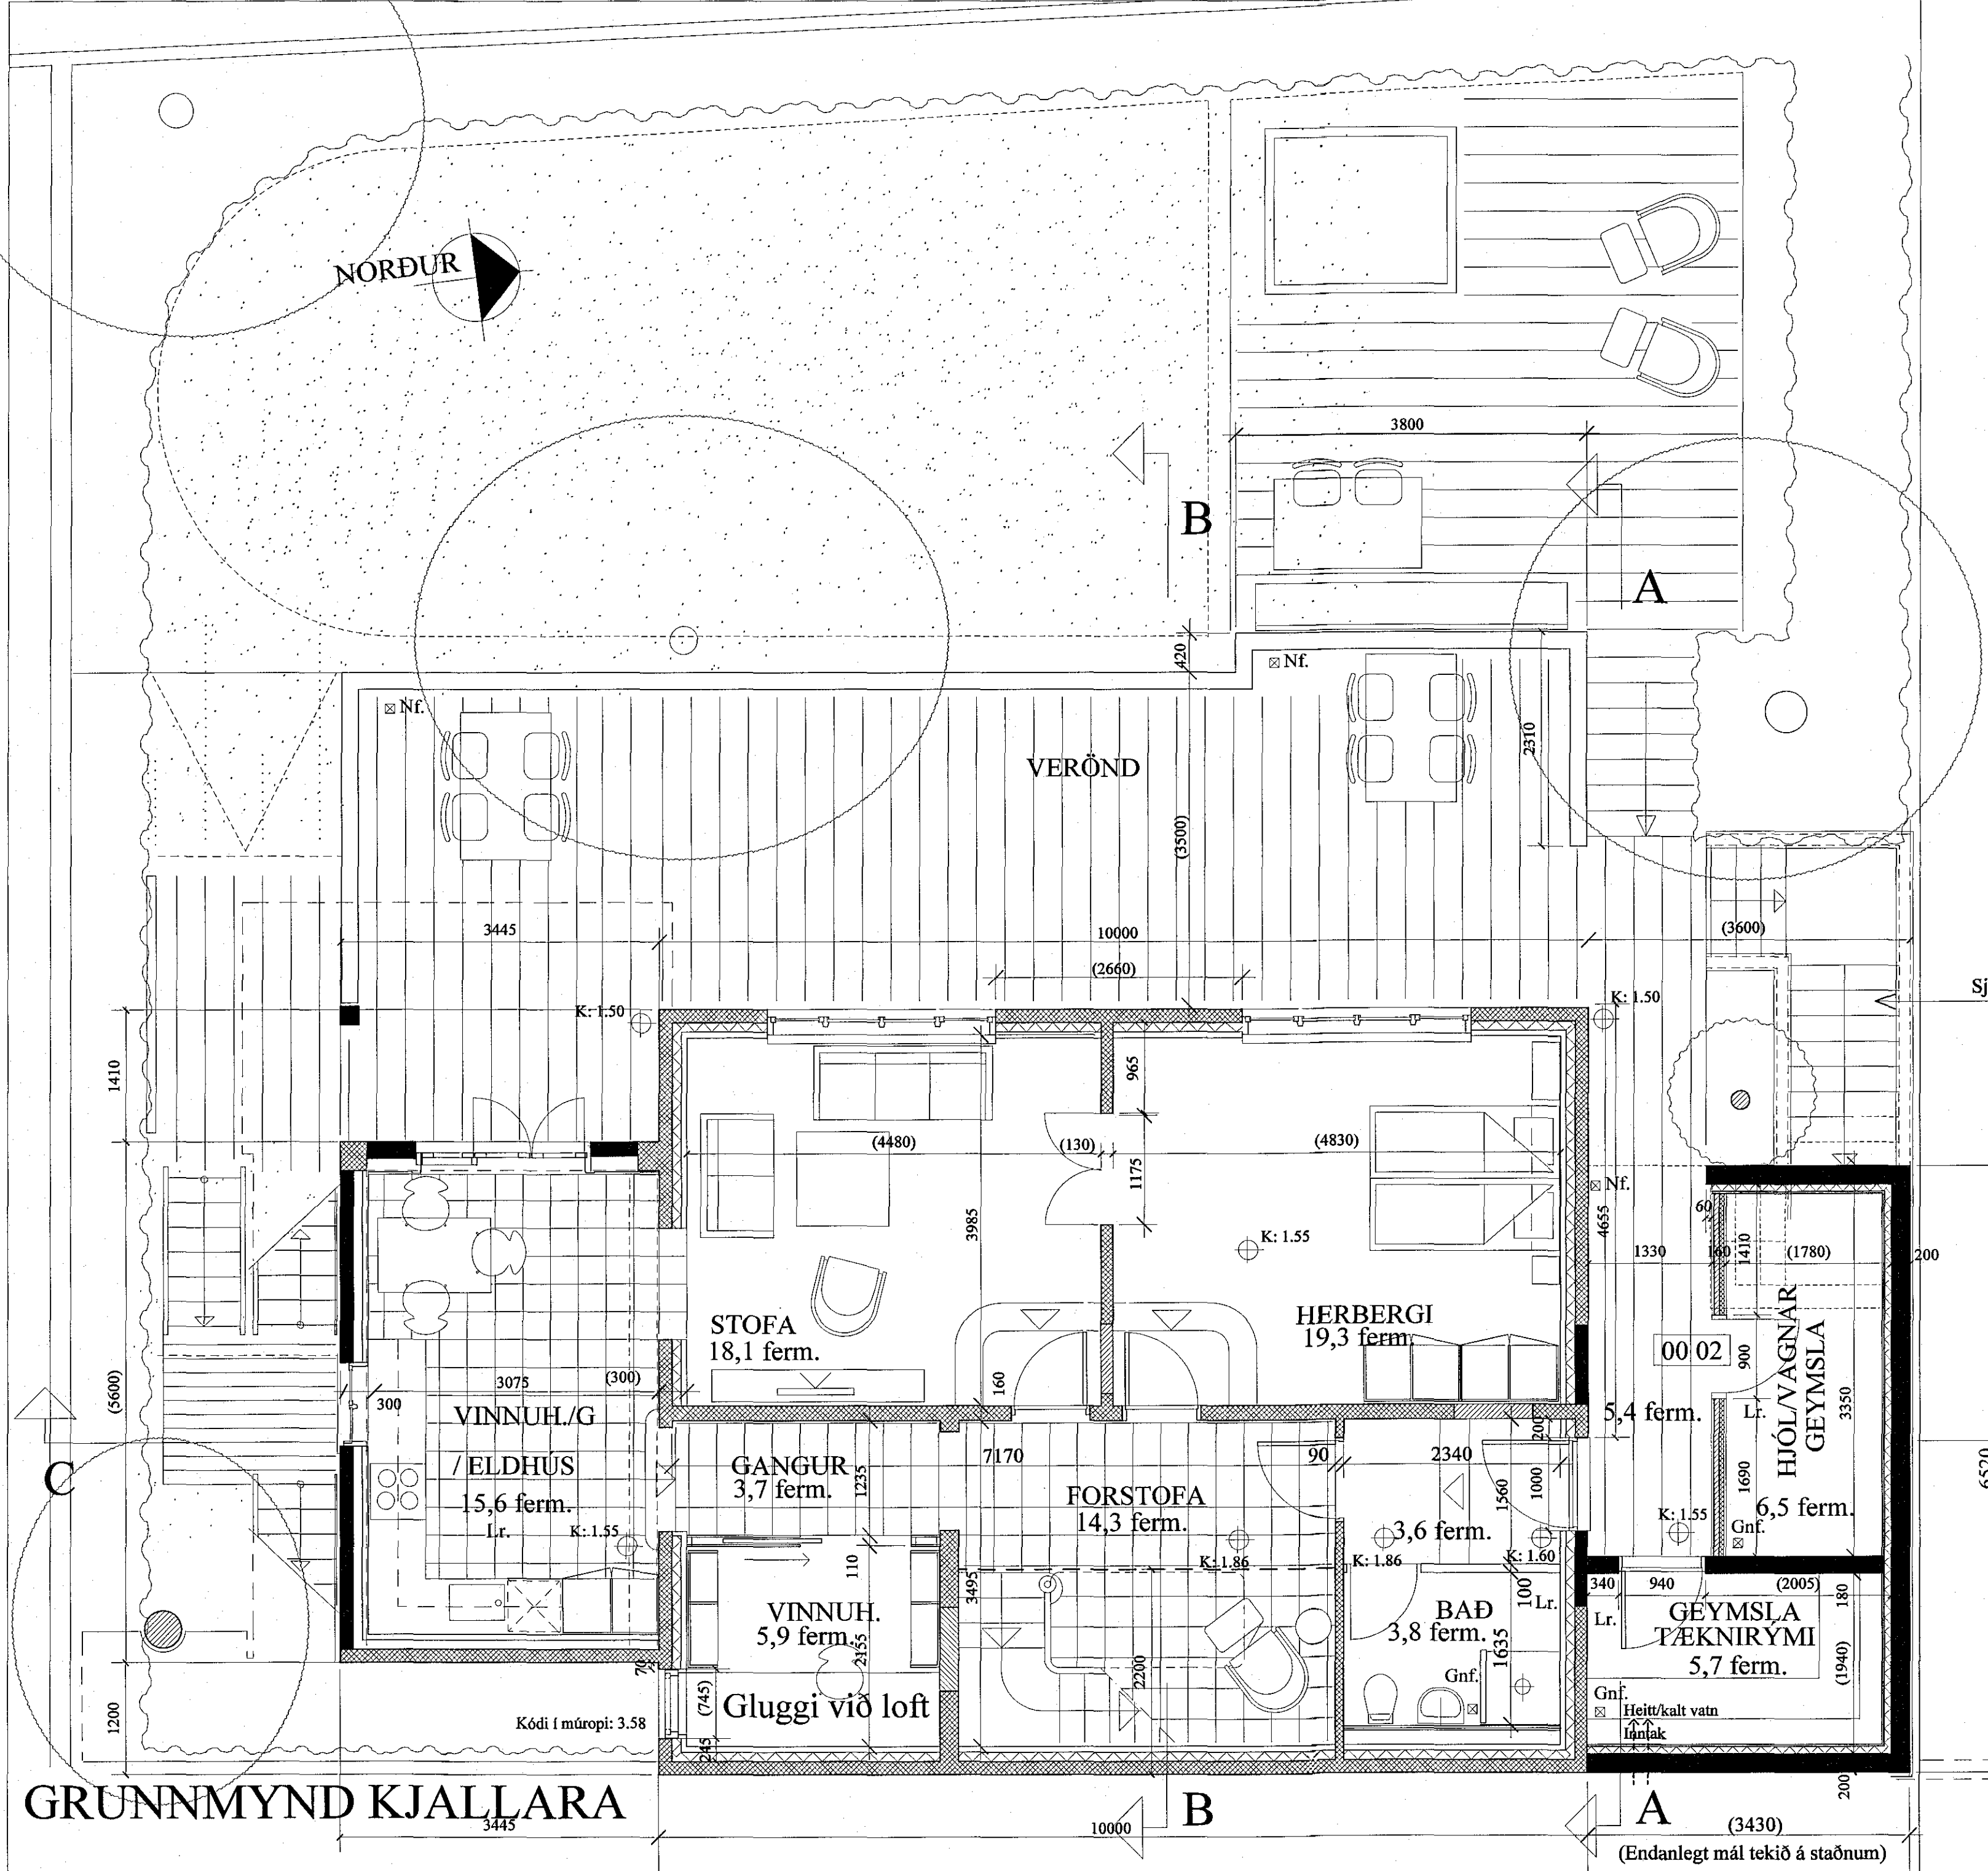 NORÐUR
3800
B
A
420
Nf.
Nf.
2310
VERÖND
(3500)
3445
10000
(3600)
(2660)
Sj
K: 1.50
K: 1.50
1410
965
(4480)
(130)
(4830)
1175
Nf.
4655
60
3985
K: 1.55
1330
160
1410
(1780)
200
STOFA
18,1 ferm.
HERBERGI
19,3 ferm.
HJÓL/VAGNAR
GEYMSLA
00 02
900
(5600)
3075
(300)
300
160
VINNUH./G
/ ELDHÚS
15,6 ferm.
Lr.
K: 1.55
5,4 ferm.
Lr.
3350
C
GANGUR
3,7 ferm.
1235
7170
90
2340
200
FORSTOFA
14,3 ferm.
1560
1000
1690
6520
3,6 ferm.
K: 1.55
6,5 ferm.
Gnf.
K: 1.86
K: 1.86
K: 1.60
110
3495
340
940
(2005)
180
VINNUH.
5,9 ferm.
2155
BAÐ
3,8 ferm.
100
Lr.
1635
Lr.
GEYMSLA
TÆKNIRÝMI
5,7 ferm.
(1940)
70
2200
Gnf.
Gnf.
1200
Kódi í múropi: 3.58
(745)
Gluggi við loft
245
Heitt/kalt vatn
Inntak
GRUNNMYND KJALLARA
3445
10000
B
A
200
(3430)
(Endanlegt mál tekið á staðnum)